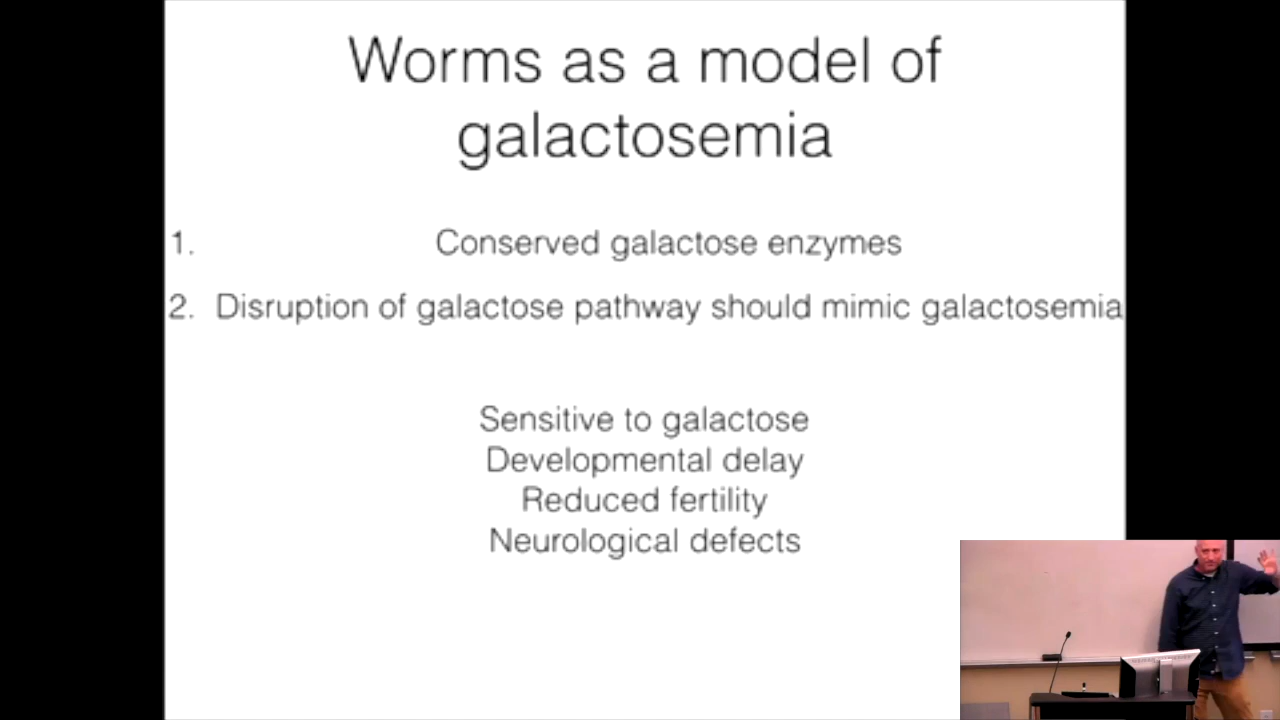 Worms as a model of
galactosemia
1. Conserved galactose enzymes
2. Disruption of galactose pathway should mimic galactosemia
Sensitive to galactose
Developmental delay
Reduced fertility
Neurological defects